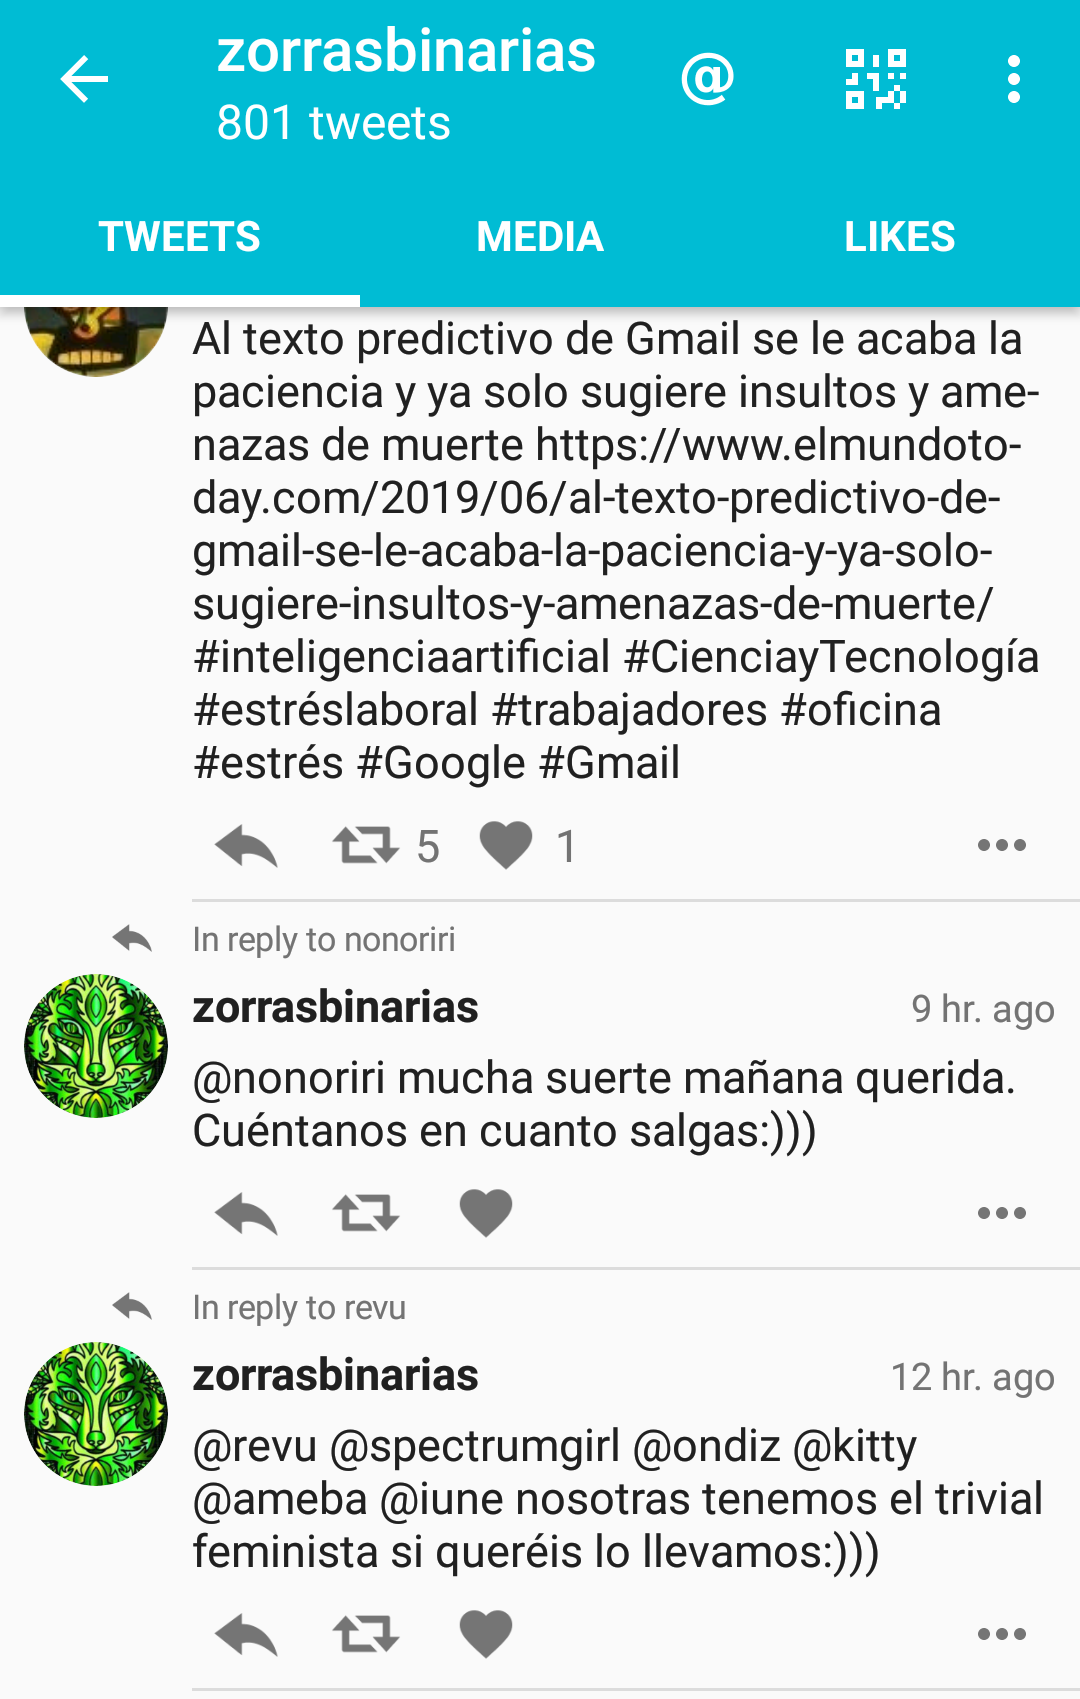 zorrasbinarias
801 tweets
@
TWEETS
MEDIA
LIKES
Al texto predictivo de Gmail se le acaba la
paciencia y ya solo sugiere insultos y ame-
nazas de muerte https://www.elmundoto-
day.com/2019/06/al-texto-predictivo-de-
gmail-se-le-acaba-la-paciencia-y-ya-solo-
sugiere-insultos-y-amenazas-de-muerte/
#inteligenciaartificial #CienciayTecnología
#estréslaboral #trabajadores #oficina
#estrés #Google #Gmail
5
1
In reply to nonoriri
zorrasbinarias
9 hr. ago
@nonoriri mucha suerte mañana querida.
Cuéntanos en cuanto salgas:)))
In reply to revu
zorrasbinarias
12 hr. ago
@revu @spectrumgirl @ondiz @kitty
@ameba @iune nosotras tenemos el trivial
feminista si queréis lo llevamos:)))